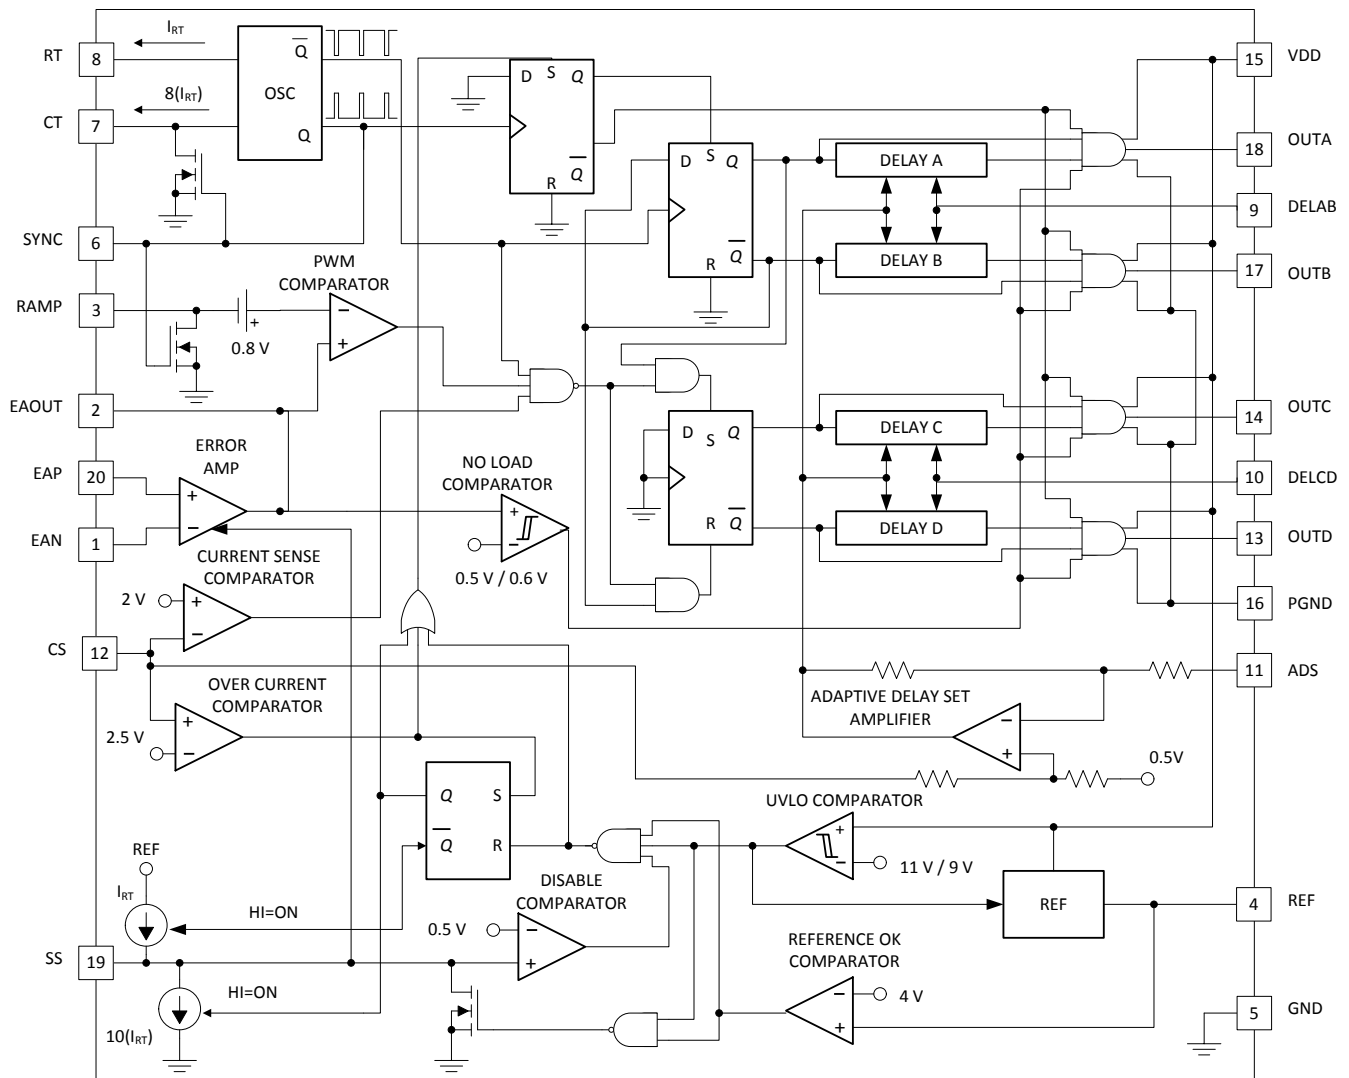 I_RT
RT
8
Q
OSC
8(I_RT)
CT
7
Q
D
S
Q
Q
R
15
VDD
18
OUTA
D
S
Q
Q
R
DELAY A
9
DELAB
DELAY B
17
OUTB
SYNC
6
PWM
COMPARATOR
RAMP
3
−
+
+
0.8 V
EAOUT
2
14
OUTC
D
S
Q
R
Q
DELAY C
10
DELCD
DELAY D
13
OUTD
ERROR
AMP
EAP
20
+
−
EAN
1
NO LOAD
COMPARATOR
+
−
0.5 V / 0.6 V
CURRENT SENSE
COMPARATOR
2 V
+
−
16
PGND
CS
12
11
ADS
OVER CURRENT
COMPARATOR
+
−
2.5 V
ADAPTIVE DELAY SET
AMPLIFIER
−
+
0.5V
Q
S
Q
R
UVLO COMPARATOR
+
−
11 V / 9 V
REF
I_RT
HI=ON
DISABLE
COMPARATOR
0.5 V
−
+
REF
4
REF
SS
19
REFERENCE OK
COMPARATOR
−
+
4 V
HI=ON
10(I_RT)
5
GND